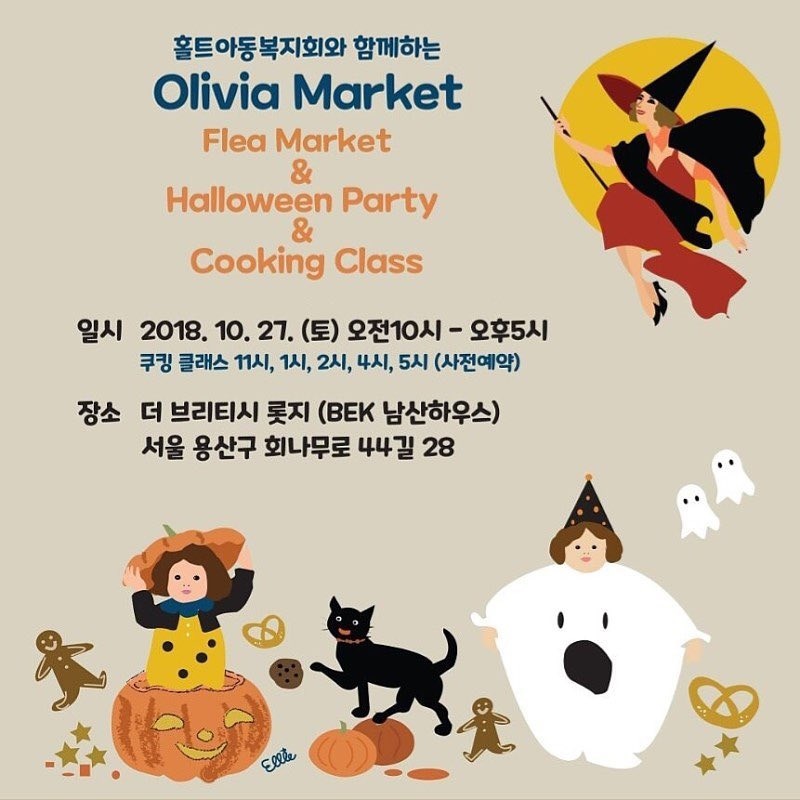 홀트아동복지회와 함께하는
Olivia Market
Flea Market
&
Halloween Party
&
Cooking Class
일시 2018. 10. 27. (토) 오전10시 - 오후5시
쿠킹 클래스 11시, 1시, 2시, 4시, 5시 (사전예약)
장소 더 브리티시 롯지 (BEK 남산하우스)
서울 용산구 회나무로 44길 28